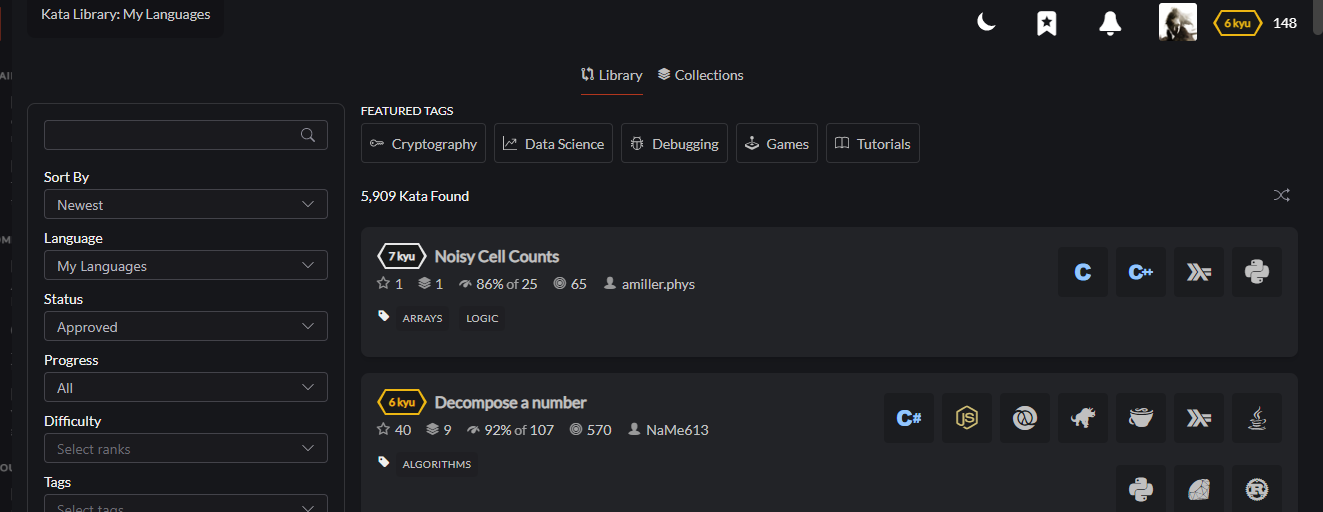 Kata Library: My Languages
6 kyu 148
Library Collections
FEATURED TAGS
Cryptography Data Science Debugging Games Tutorials
Sort By
Newest
5,909 Kata Found
Language
My Languages
Status
Approved
Progress
All
Difficulty
Select ranks
Tags
Select tags
7 kyu Noisy Cell Counts
1 1 86% of 25 65 amiller.phys
ARRAYS LOGIC
C C++
6 kyu Decompose a number
40 9 92% of 107 570 NaMe613
ALGORITHMS
C# JS